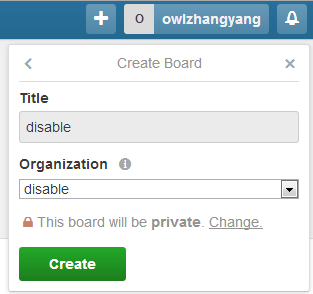 O owlzhangyang
Create Board
Title
disable
Organization
disable
This board will be private. Change.
Create